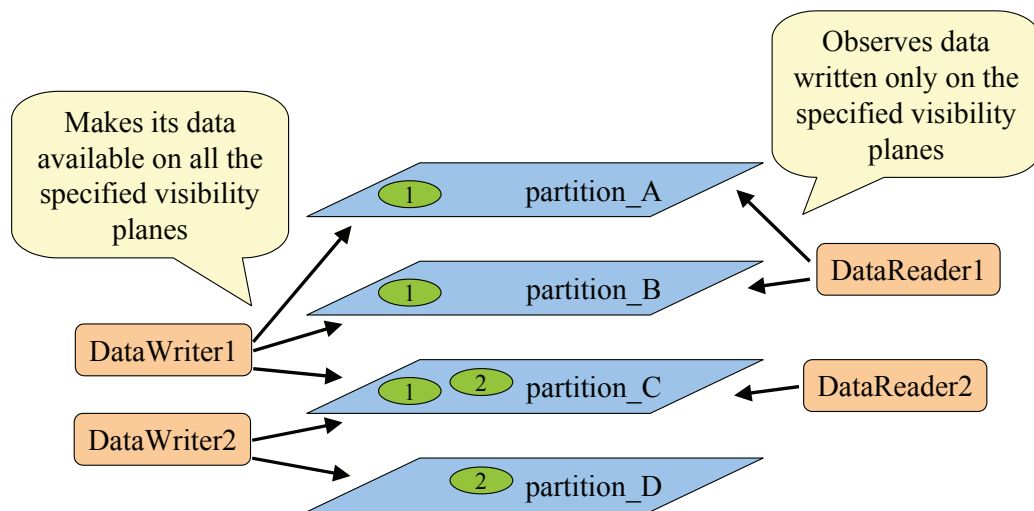 Makes its data
available on all the
specified visibility
planes
Observes data
written only on the
specified visibility
planes
1 partition_A
1 partition_B
DataReader1
DataWriter1
1 2 partition_C
DataReader2
DataWriter2
2 partition_D